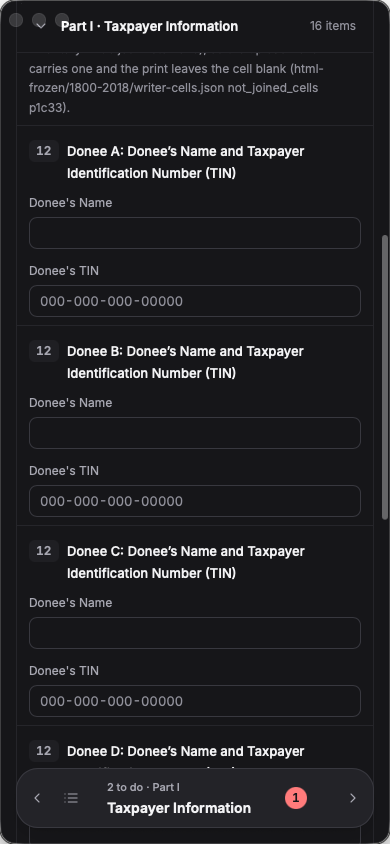 Part I · Taxpayer Information
16 items
carries one and the print leaves the cell blank (html-
frozen/1800-2018/writer-cells.json not_joined_cells
p1c33).
12
Donee A: Donee's Name and Taxpayer
Identification Number (TIN)
Donee's Name
Donee's TIN
000-000-000-00000
12
Donee B: Donee's Name and Taxpayer
Identification Number (TIN)
Donee's Name
Donee's TIN
000-000-000-00000
12
Donee C: Donee's Name and Taxpayer
Identification Number (TIN)
Donee's Name
Donee's TIN
000-000-000-00000
12
Donee D: Donee's Name and Taxpayer
2 to do · Part I
Taxpayer Information
1